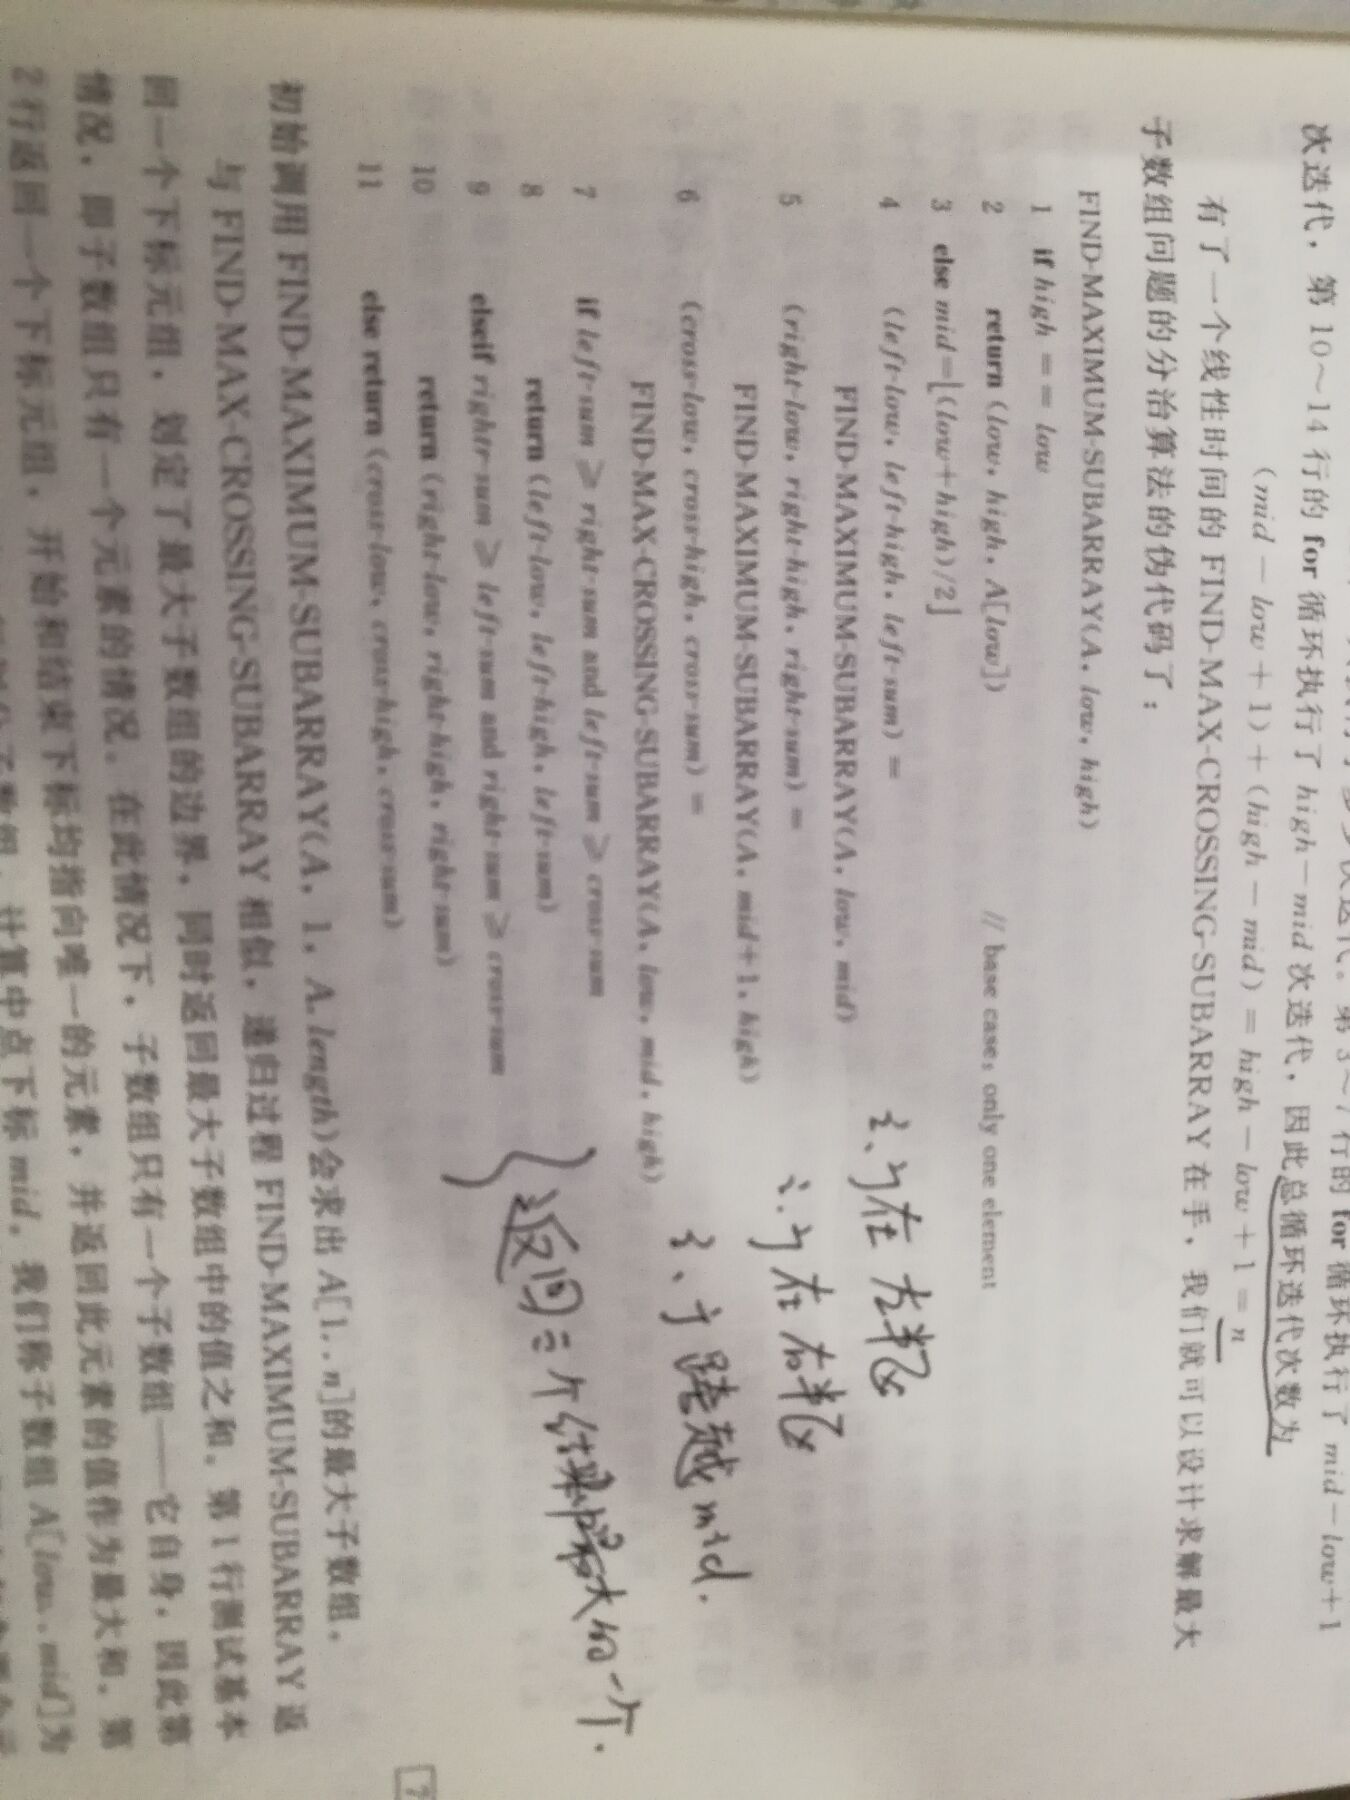 第3～7行的 for 循环执行了 mid－low＋1
次迭代，第 10～14 行的 for 循环执行了 high－mid 次迭代，因此总循环迭代次数为
(mid － low ＋ 1) ＋ (high － mid) ＝ high － low ＋ 1 ＝ n
有了一个线性时间的 FIND-MAX-CROSSING-SUBARRAY 在手，我们就可以设计求解最大
子数组问题的分治算法的伪代码了：
FIND-MAXIMUM-SUBARRAY(A, low, high)
1 if high == low
2 return (low, high, A[low]) // base case: only one element
3 else mid=⌊(low+high)/2⌋
4 (left-low, left-high, left-sum) =
i、j在左半区
FIND-MAXIMUM-SUBARRAY(A, low, mid)
5 (right-low, right-high, right-sum) =
i、j在右半区
FIND-MAXIMUM-SUBARRAY(A, mid+1, high)
6 (cross-low, cross-high, cross-sum) =
i、j跨越mid.
FIND-MAX-CROSSING-SUBARRAY(A, low, mid, high)
7 if left-sum ⩾ right-sum and left-sum ⩾ cross-sum
8 return (left-low, left-high, left-sum)
返回三个结果中最大的一个.
9 elseif rightr-sum ⩾ left-sum and right-sum ⩾ cross-sum
10 return (right-low, right-high, right-sum)
11 else return (cross-low, cross-high, cross-sum)
初始调用 FIND-MAXIMUM-SUBARRAY(A, 1, A.length)会求出 A[1..n]的最大子数组。
与 FIND-MAX-CROSSING-SUBARRAY 相似，递归过程 FIND-MAXIMUM-SUBARRAY 返
回一个下标元组，划定了最大子数组的边界，同时返回最大子数组中的值之和。第 1 行测试基本
情况，即子数组只有一个元素的情况。在此情况下，子数组只有一个子数组——它自身，因此第
2 行返回一个下标元组，开始和结束下标均指向唯一的元素，并返回此元素的值作为最大和。第
子数组，计算中点下标 mid。我们称子数组 A[low..mid]为